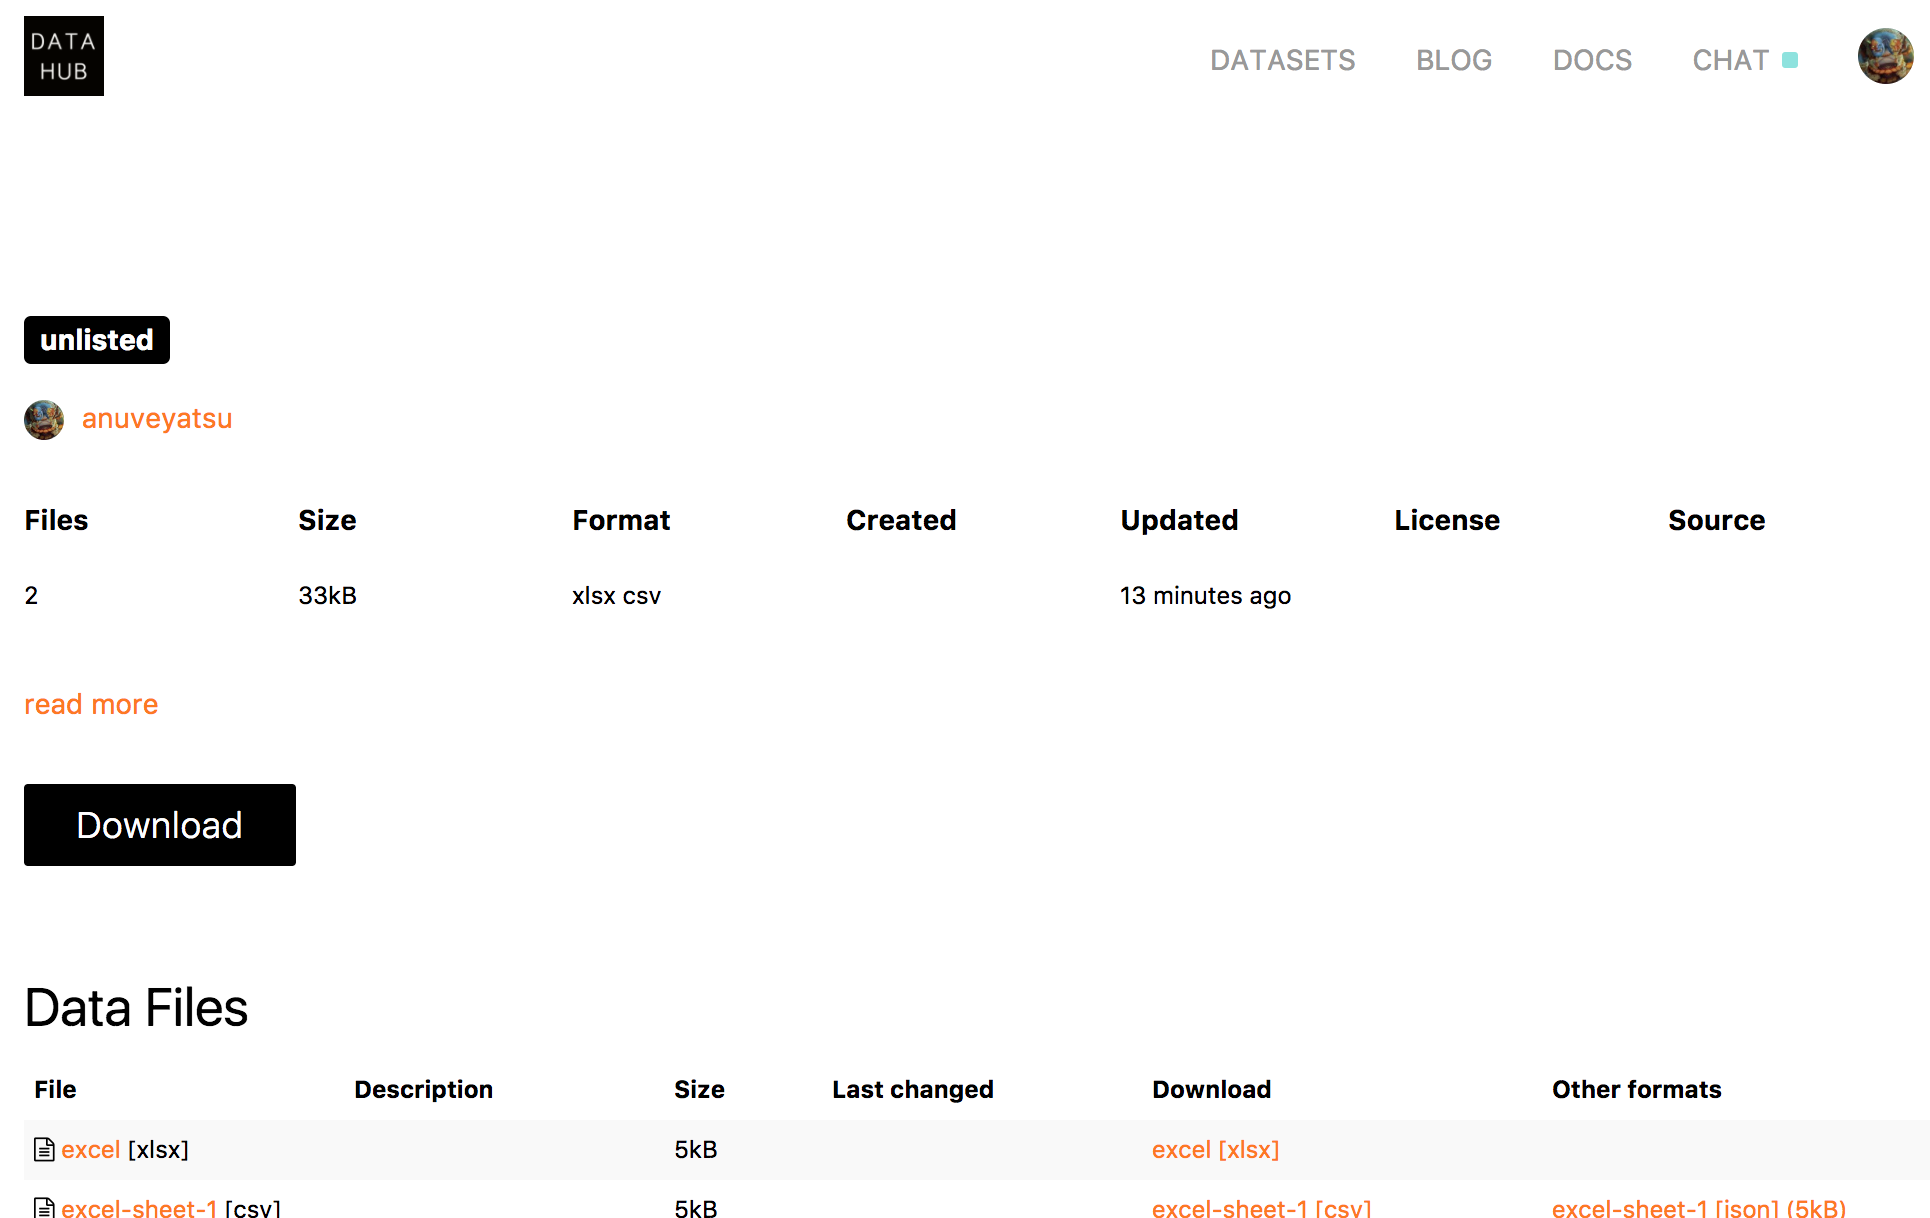 DATA
HUB
DATASETS BLOG DOCS CHAT
unlisted
anuveyatsu
Files Size Format Created Updated License Source
2 33kB xlsx csv 13 minutes ago
read more
Download
Data Files
File Description Size Last changed Download Other formats
excel [xlsx] 5kB excel [xlsx]
excel-sheet-1 [csv] 5kB excel-sheet-1 [csv] excel-sheet-1 [json] (5kB)